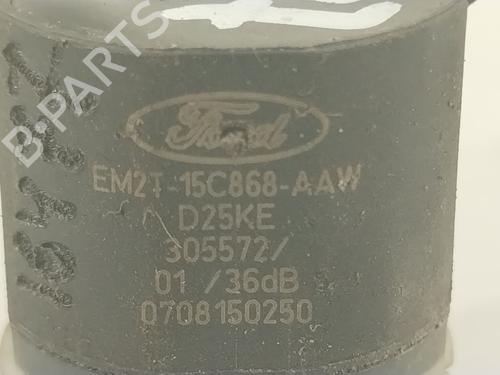 Ford
EM2T-15C868-AAW
D25KE
305572/
01 /36dB
0708150250
B-PARTS